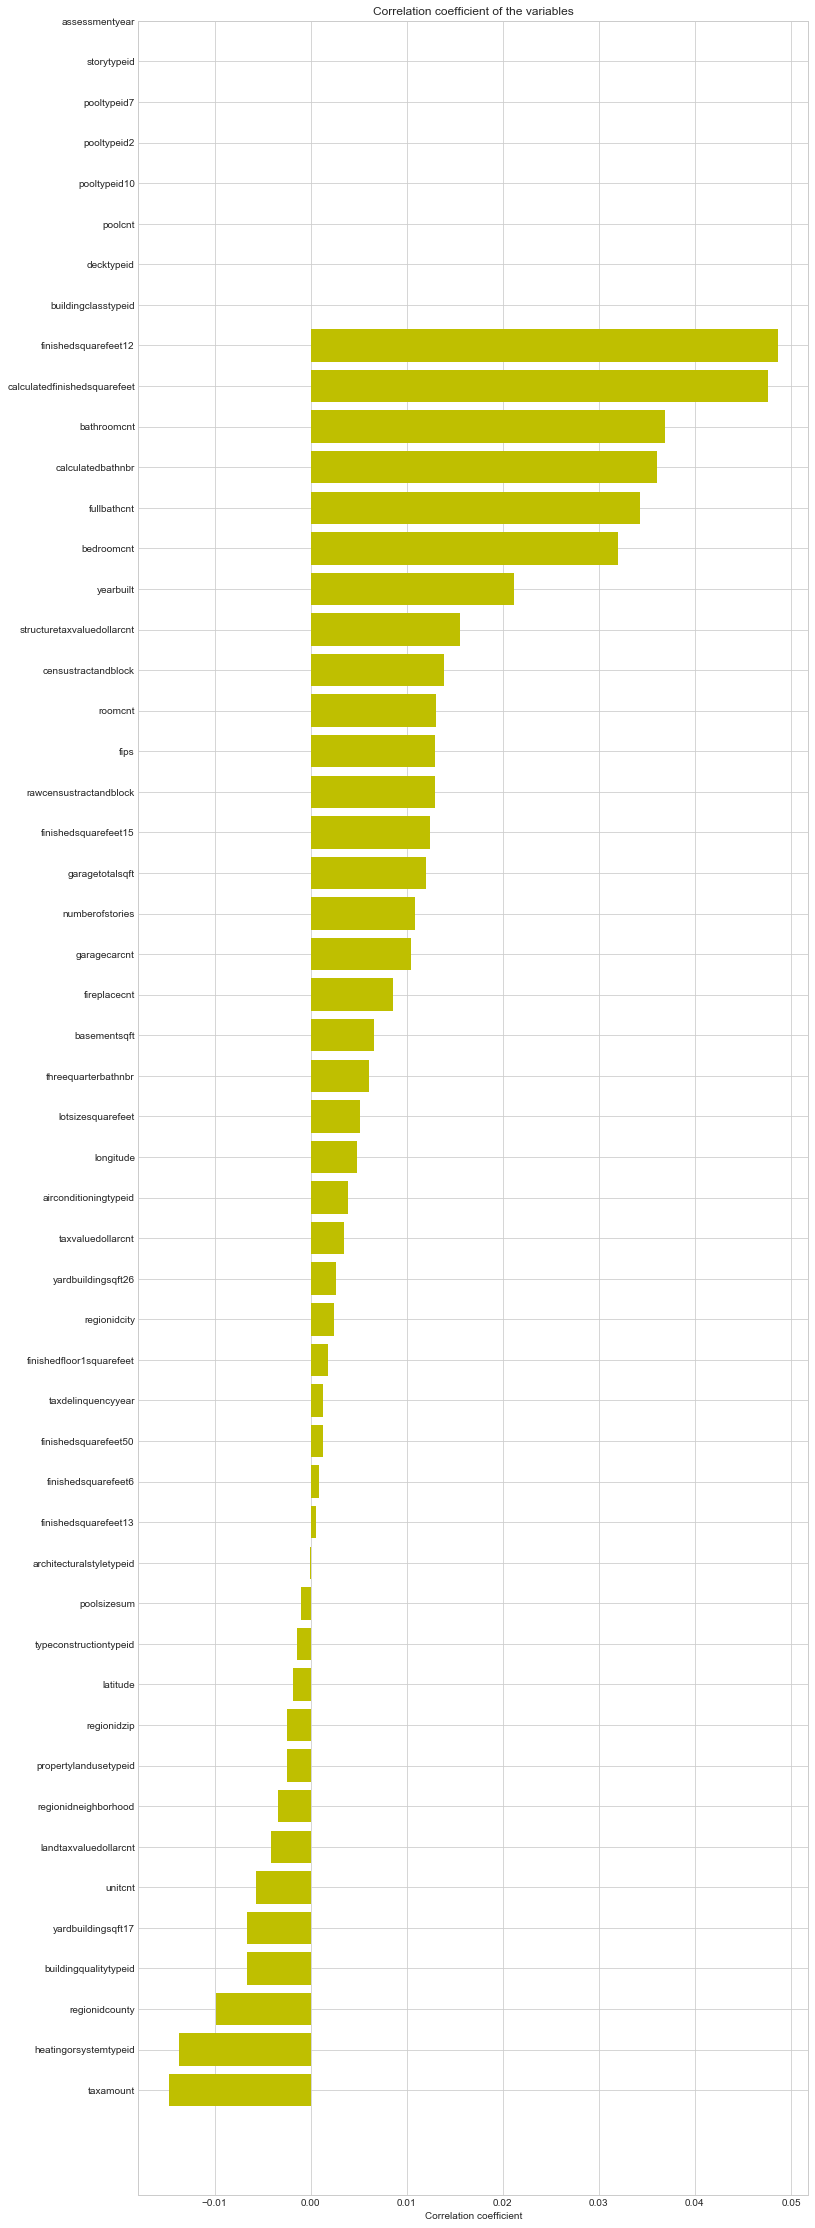 Correlation coefficient of the variables
assessmentyear
storytypeid
pooltypeid7
pooltypeid2
pooltypeid10
poolcnt
decktypeid
buildingclasstypeid
finishedsquarefeet12
calculatedfinishedsquarefeet
bathroomcnt
calculatedbathnbr
fullbathcnt
bedroomcnt
yearbuilt
structuretaxvaluedollarcnt
censustractandblock
roomcnt
fips
rawcensustractandblock
finishedsquarefeet15
garagetotalsqft
numberofstories
garagecarcnt
fireplacecnt
basementsqft
threequarterbathnbr
lotsizesquarefeet
longitude
airconditioningtypeid
taxvaluedollarcnt
yardbuildingsqft26
regionidcity
finishedfloor1squarefeet
taxdelinquencyyear
finishedsquarefeet50
finishedsquarefeet6
finishedsquarefeet13
architecturalstyletypeid
poolsizesum
typeconstructiontypeid
latitude
regionidzip
propertylandusetypeid
regionidneighborhood
landtaxvaluedollarcnt
unitcnt
yardbuildingsqft17
buildingqualitytypeid
regionidcounty
heatingorsystemtypeid
taxamount
−0.01 0.00 0.01 0.02 0.03 0.04 0.05
Correlation coefficient